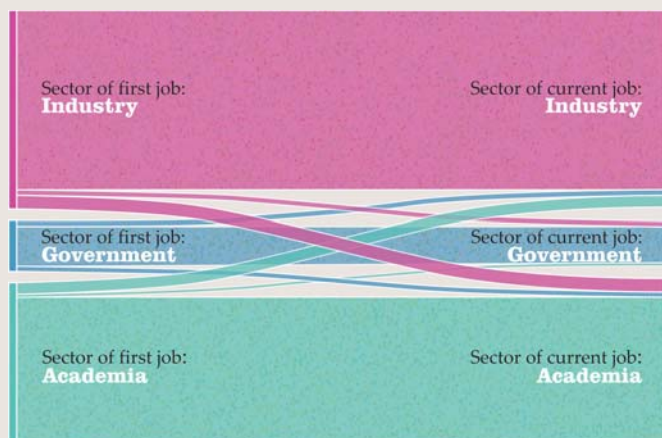 Sector of first job:
Industry
Sector of current job:
Industry
Sector of first job:
Government
Sector of current job:
Government
Sector of first job:
Academia
Sector of current job:
Academia